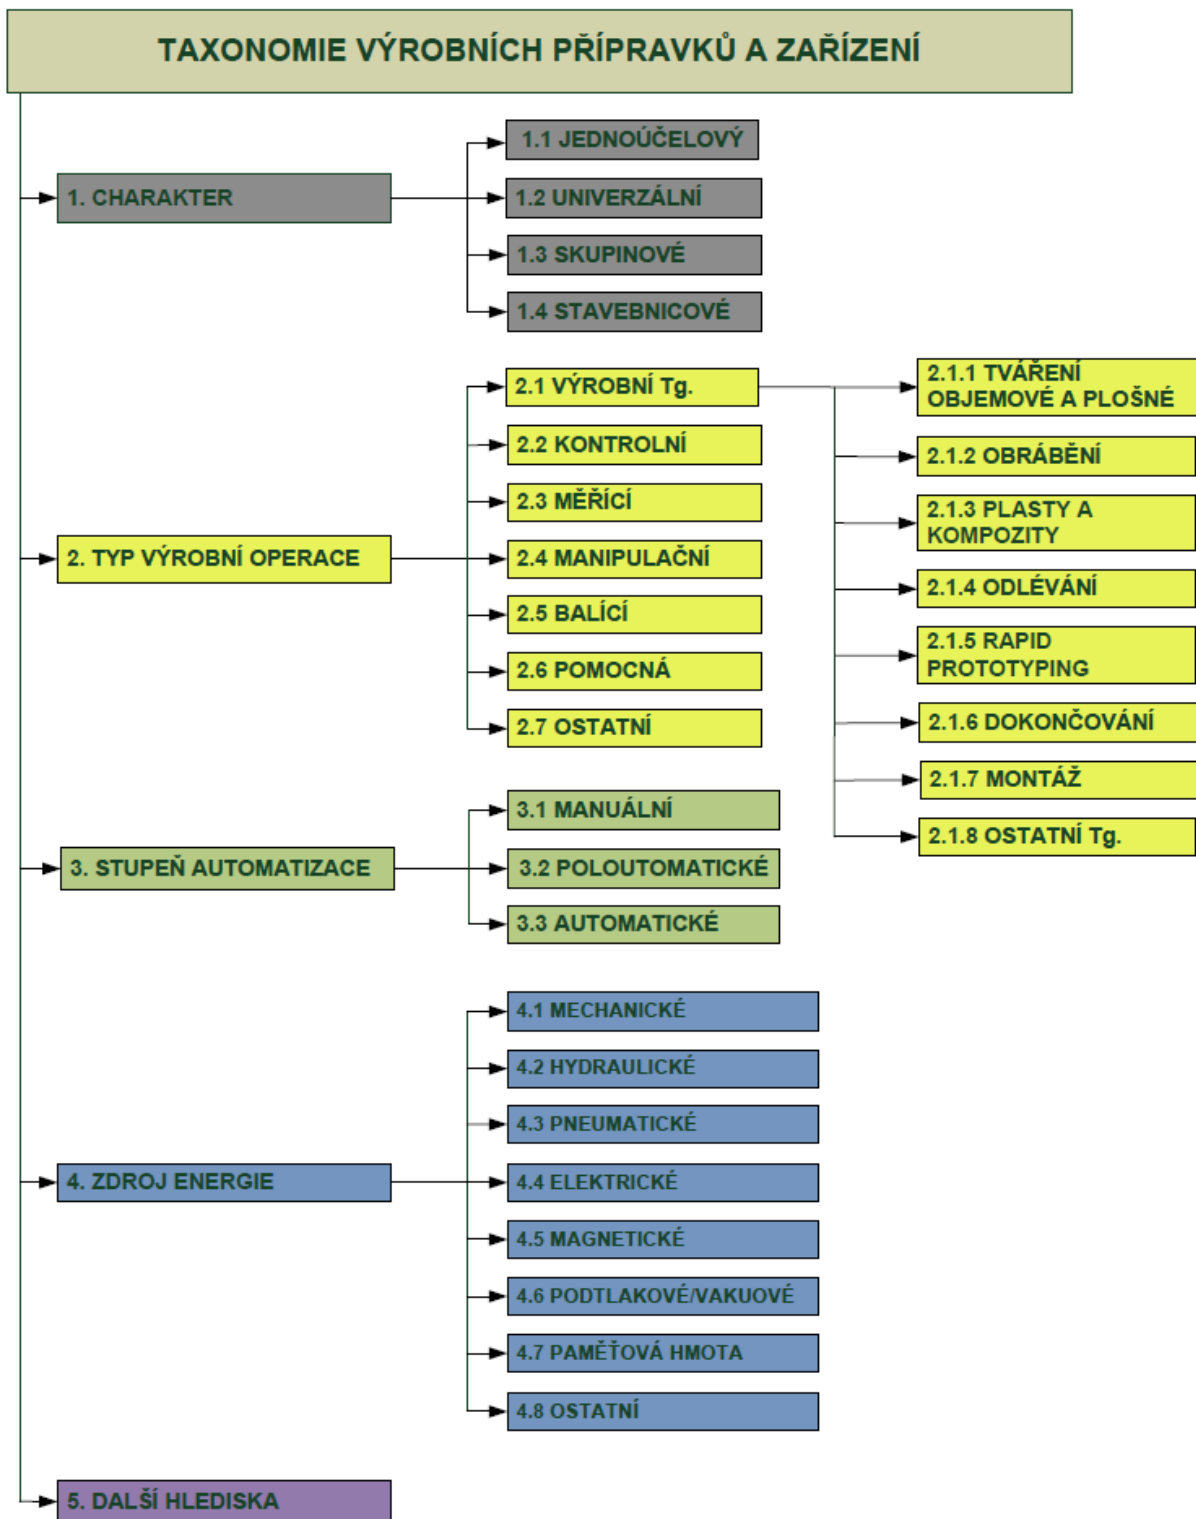 TAXONOMIE VÝROBNÍCH PŘÍPRAVKŮ A ZAŘÍZENÍ
1. CHARAKTER
1.1 JEDNOÚČELOVÝ
1.2 UNIVERZÁLNÍ
1.3 SKUPINOVÉ
1.4 STAVEBNICOVÉ
2. TYP VÝROBNÍ OPERACE
2.1 VÝROBNÍ Tg.
2.2 KONTROLNÍ
2.3 MĚŘÍCÍ
2.4 MANIPULAČNÍ
2.5 BALÍCÍ
2.6 POMOCNÁ
2.7 OSTATNÍ
2.1.1 TVÁŘENÍ
OBJEMOVÉ A PLOŠNÉ
2.1.2 OBRÁBĚNÍ
2.1.3 PLASTY A
KOMPOZITY
2.1.4 ODLÉVÁNÍ
2.1.5 RAPID
PROTOTYPING
2.1.6 DOKONČOVÁNÍ
2.1.7 MONTÁŽ
2.1.8 OSTATNÍ Tg.
3. STUPEŇ AUTOMATIZACE
3.1 MANUÁLNÍ
3.2 POLOUTOMATICKÉ
3.3 AUTOMATICKÉ
4. ZDROJ ENERGIE
4.1 MECHANICKÉ
4.2 HYDRAULICKÉ
4.3 PNEUMATICKÉ
4.4 ELEKTRICKÉ
4.5 MAGNETICKÉ
4.6 PODTLAKOVÉ/VAKUOVÉ
4.7 PAMĚŤOVÁ HMOTA
4.8 OSTATNÍ
5. DALŠÍ HLEDISKA